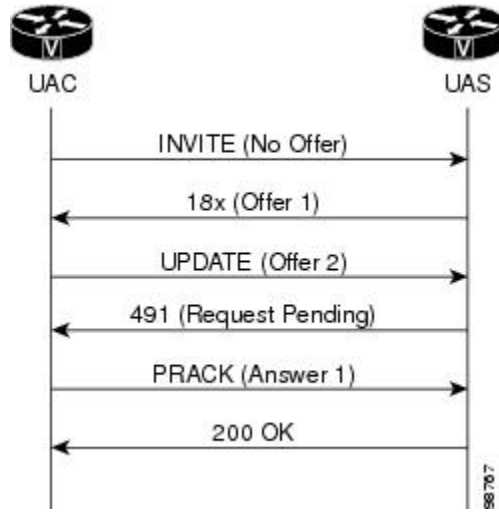 V V
UAC UAS
INVITE (No Offer)
18x (Offer 1)
UPDATE (Offer 2)
491 (Request Pending)
PRACK (Answer 1)
200 OK
98767